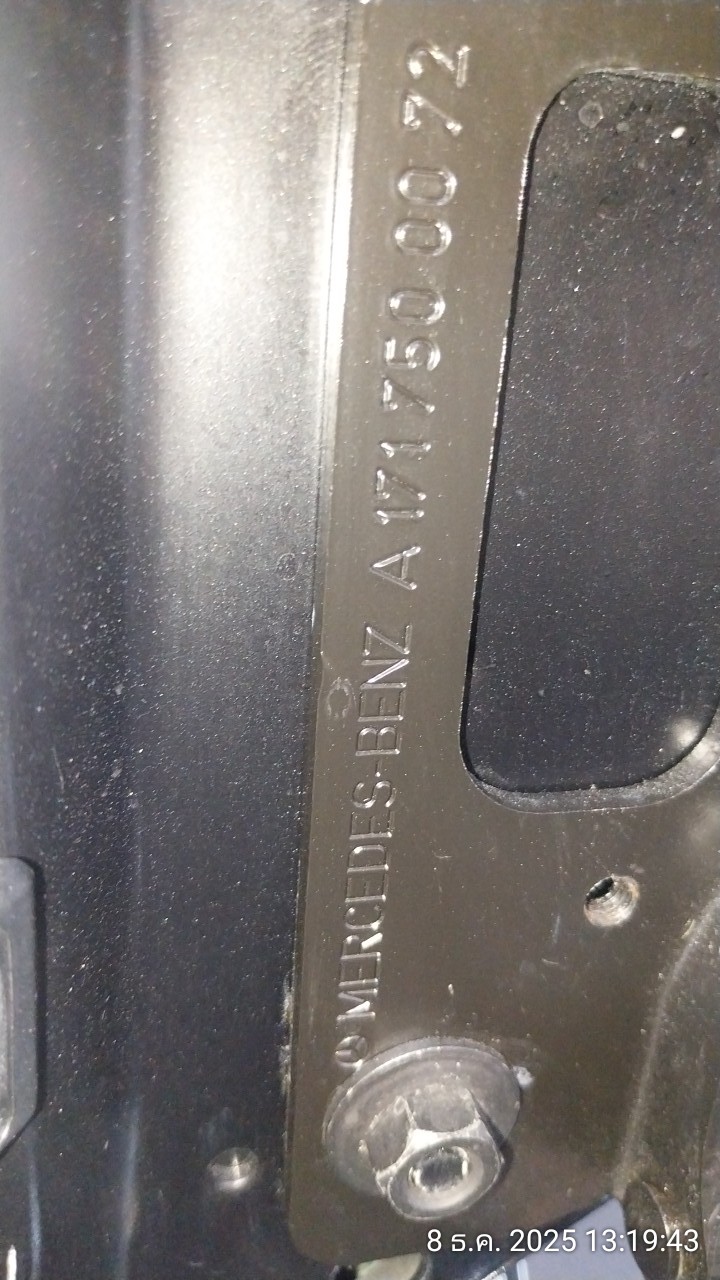 MERCEDES-BENZ A 171 750 00 72
8 ธ.ค. 2025 13:19:43